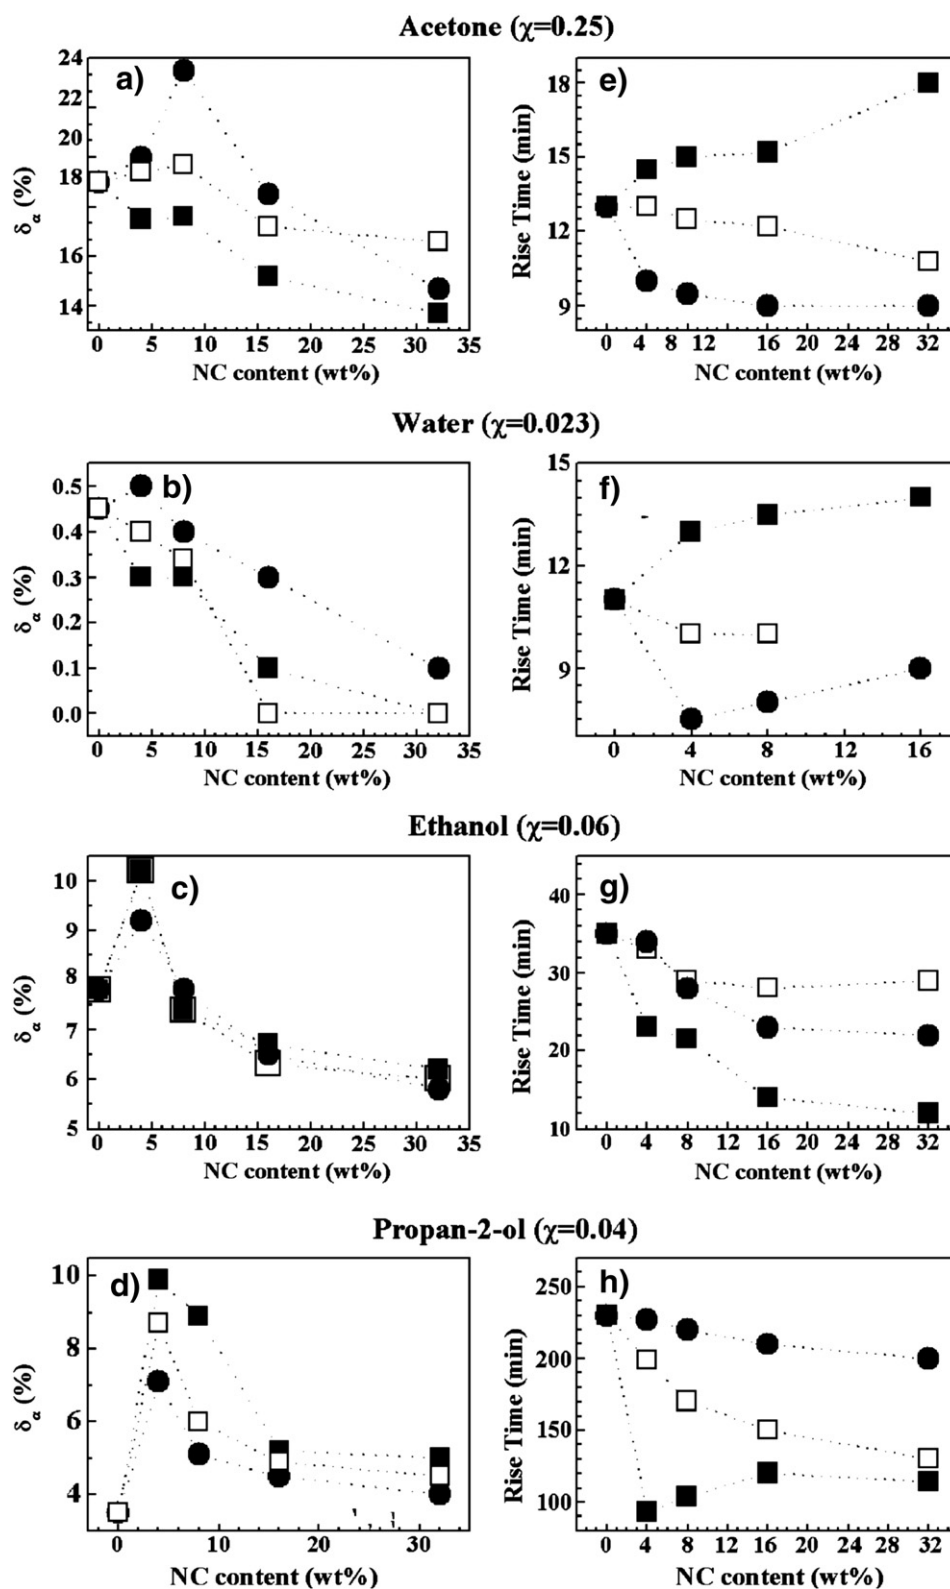 Acetone (χ=0.25)
a)
24
22
20
18
16
14
δα (%)
0 5 10 15 20 25 30 35
NC content (wt%)
e)
18
15
12
9
Rise Time (min)
0 4 8 12 16 20 24 28 32
NC content (wt%)
Water (χ=0.023)
b)
0.5
0.4
0.3
0.2
0.1
0.0
δα (%)
0 5 10 15 20 25 30 35
NC content (wt%)
f)
15
12
9
Rise Time (min)
0 4 8 12 16
NC content (wt%)
Ethanol (χ=0.06)
c)
10
9
8
7
6
5
δα (%)
0 5 10 15 20 25 30 35
NC content (wt%)
g)
40
30
20
10
Rise Time (min)
0 4 8 12 16 20 24 28 32
NC content (wt%)
Propan-2-ol (χ=0.04)
d)
10
8
6
4
δα (%)
0 10 20 30
NC content (wt%)
h)
250
200
150
100
Rise Time (min)
0 4 8 12 16 20 24 28 32
NC content (wt%)